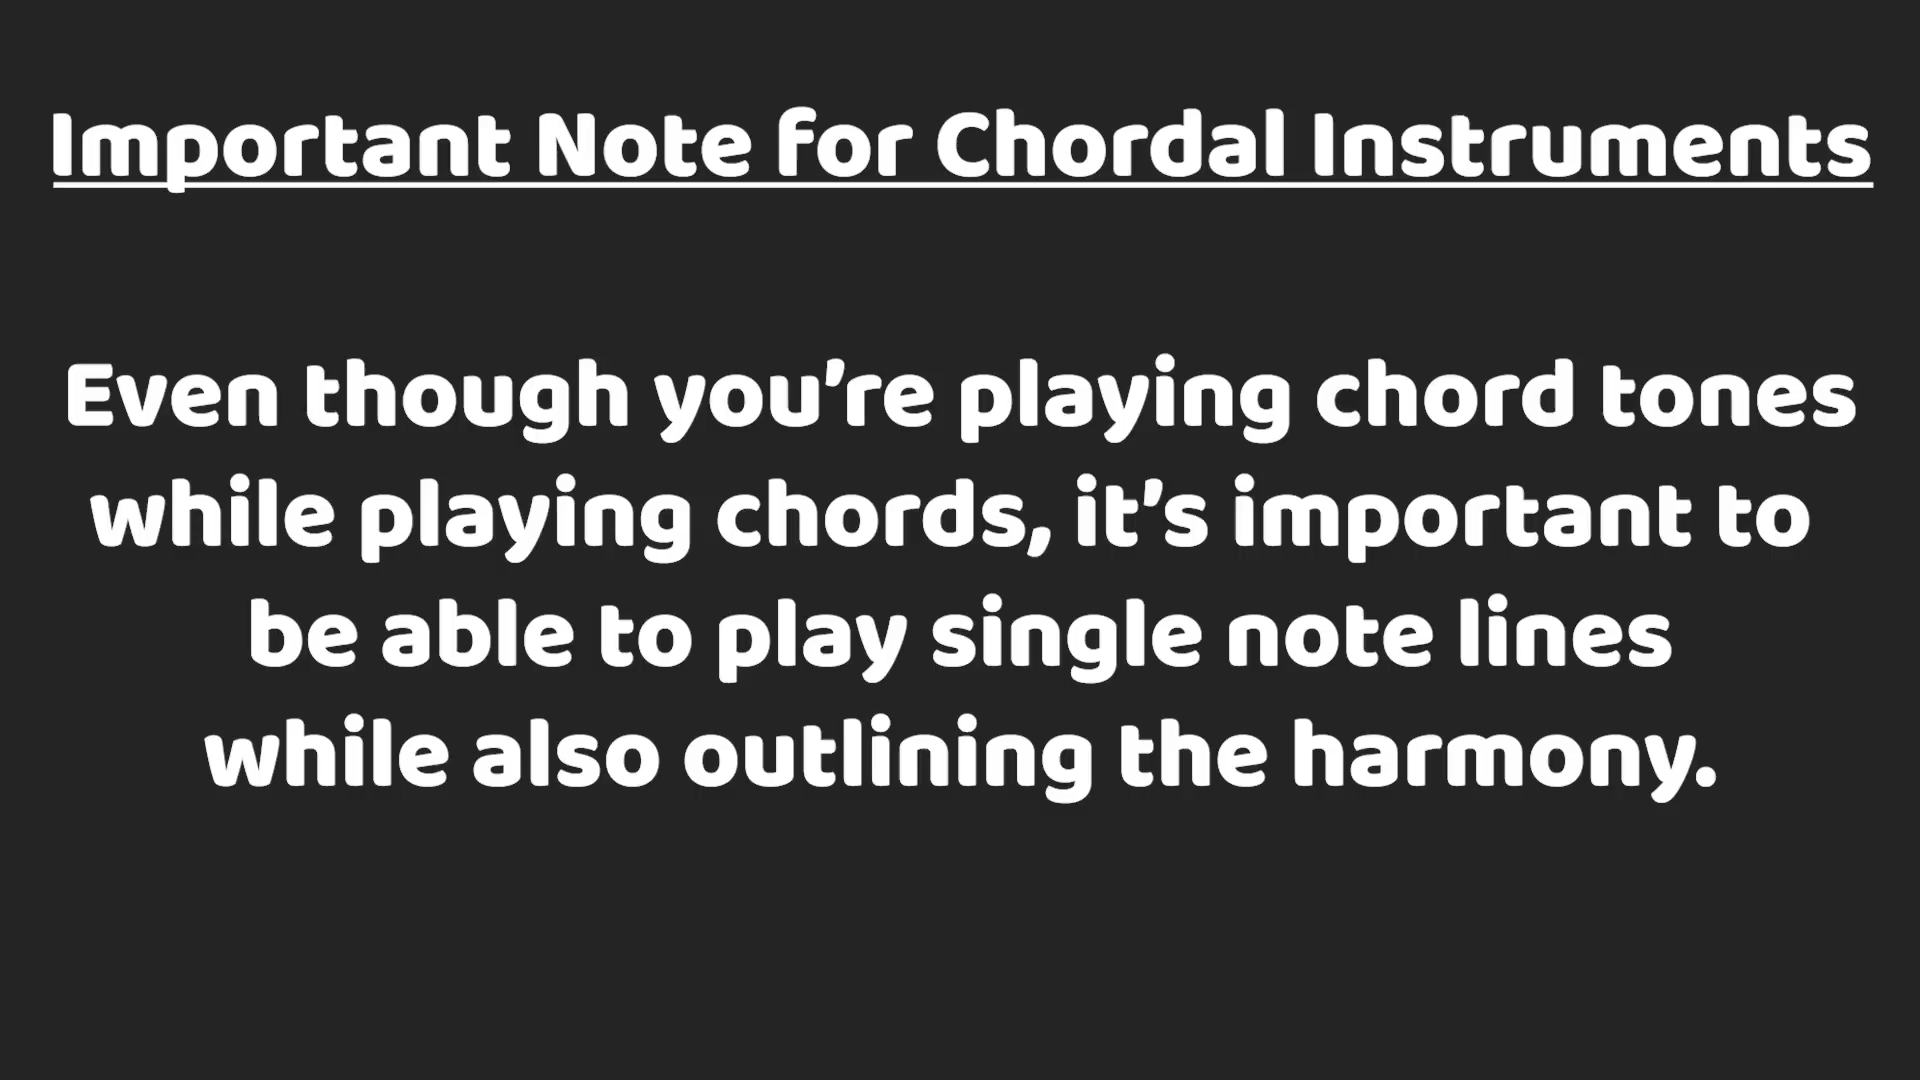 Important Note for Chordal Instruments
Even though you’re playing chord tones
while playing chords, it’s important to
be able to play single note lines
while also outlining the harmony.